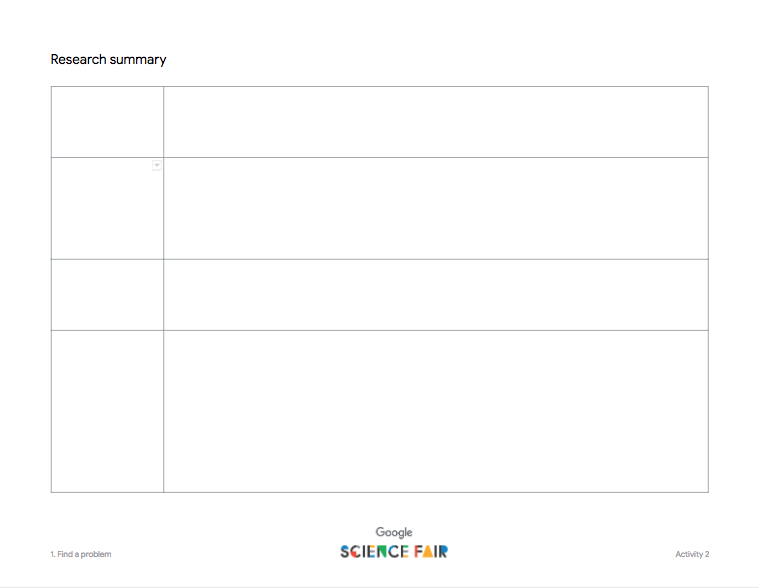 Research summary
Google
SCIENCE FAIR
1. Find a problem
Activity 2